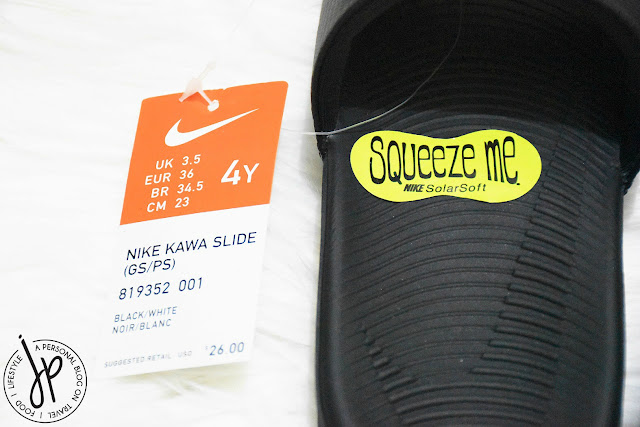 UK 3.5
EUR 36
BR 34.5
CM 23
4Y
NIKE KAWA SLIDE
(GS/PS)
819352 001
BLACK/WHITE
NOIR/BLANC
SUGGESTED RETAIL USD $26.00
SQUEEZE ME
NIKE SolarSoft
jp
A PERSONAL BLOG ON TRAVEL | FOOD | LIFESTYLE